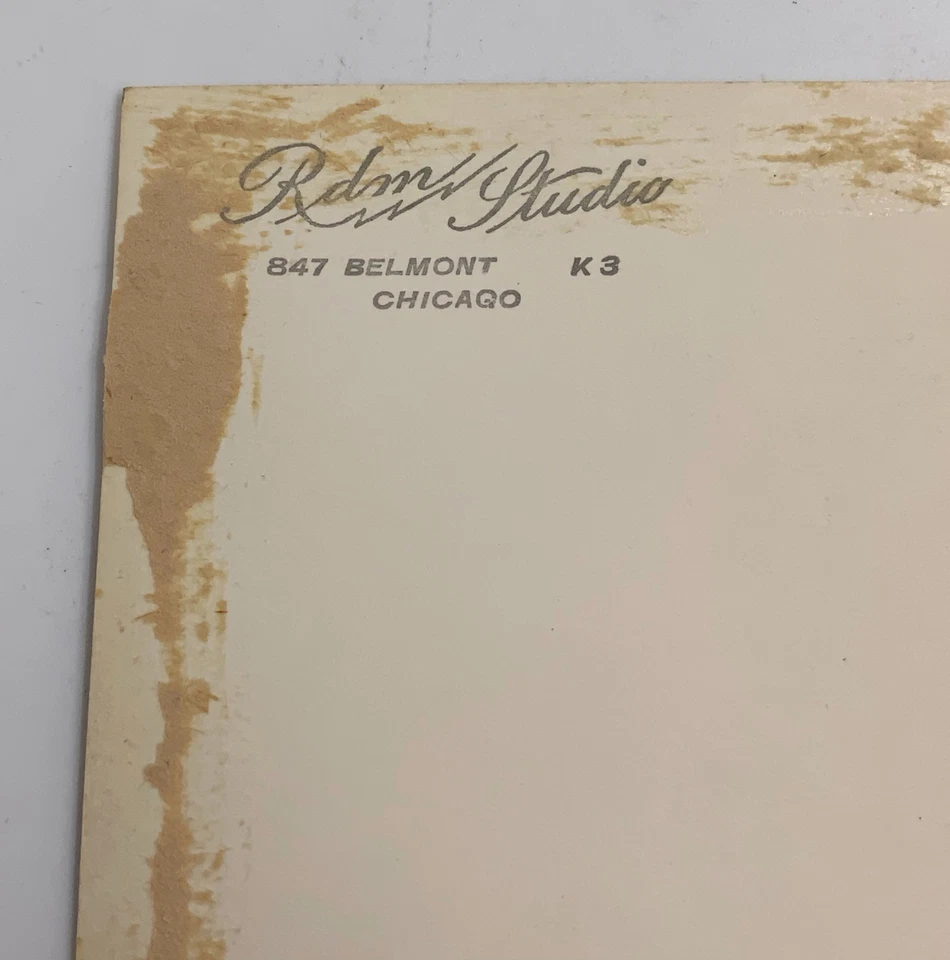 Rdm Studio
847 BELMONT K3
CHICAGO